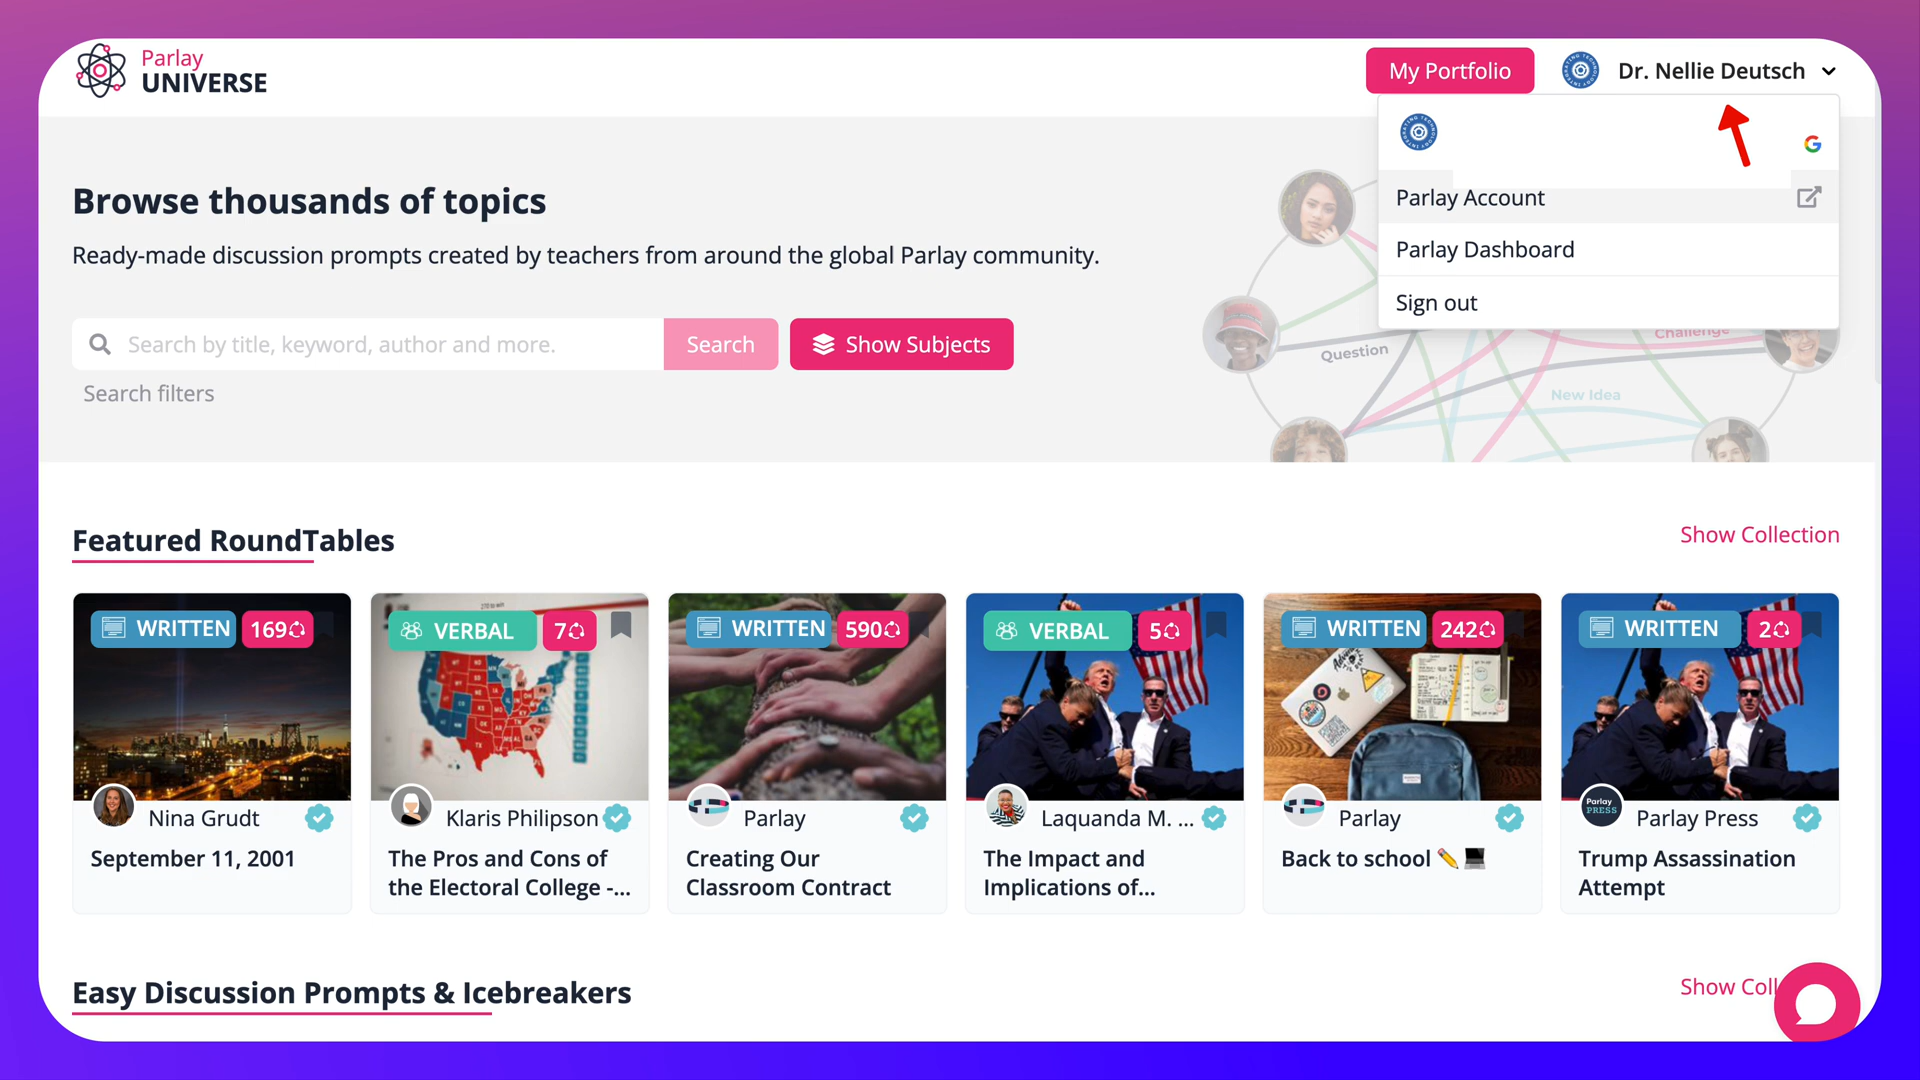 Parlay
UNIVERSE
My Portfolio
Dr. Nellie Deutsch
Parlay Account
Parlay Dashboard
Sign out
Browse thousands of topics
Ready-made discussion prompts created by teachers from around the global Parlay community.
Search by title, keyword, author and more.
Search
Show Subjects
Search filters
Challenge
Question
New Idea
Featured RoundTables
Show Collection
WRITTEN 169
VERBAL 7
WRITTEN 590
VERBAL 5
WRITTEN 242
WRITTEN 2
Nina Grudt
September 11, 2001
Klaris Philipson
The Pros and Cons of
the Electoral College -...
Parlay
Creating Our
Classroom Contract
Laquanda M. ...
The Impact and
Implications of...
Parlay
Back to school ✏️ 💻
Parlay
PRESS
Parlay Press
Trump Assassination
Attempt
Easy Discussion Prompts & Icebreakers
Show Coll